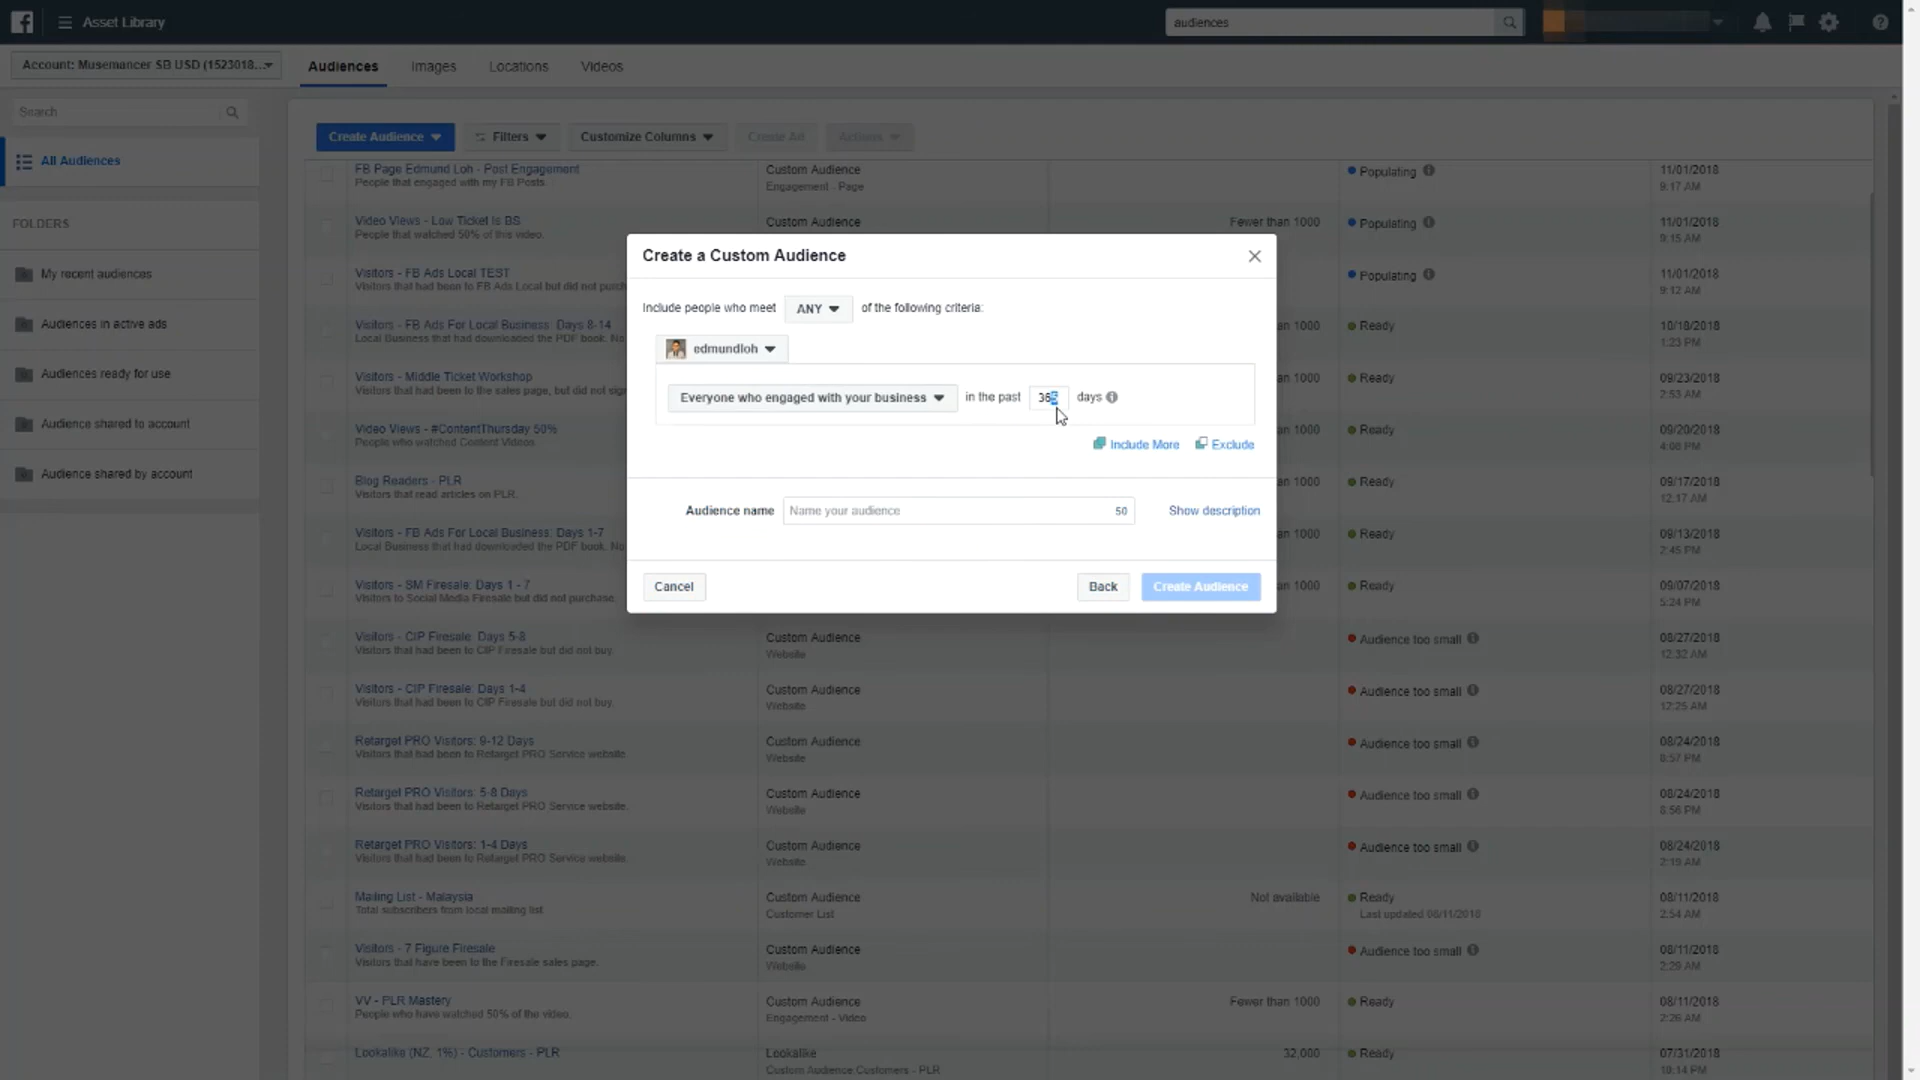 Asset Library
audiences
Account: Musemancer SB USD (1523018...
Audiences
Images
Locations
Videos
Search
Create Audience
Filters
Customize Columns
Create Ad
Actions
All Audiences
FOLDERS
My recent audiences
Audiences in active ads
Audiences ready for use
Audience shared to account
Audience shared by account
FB Page Edmund Loh - Post Engagement
People that engaged with my FB Posts.
Custom Audience
Engagement - Page
Populating
11/01/2018
9:17 AM
Video Views - Low Ticket Is BS
People that watched 50% of this video.
Custom Audience
Fewer than 1000
Populating
11/01/2018
9:15 AM
Visitors - FB Ads Local TEST
Visitors that had been to FB Ads Local but did not purch
Populating
11/01/2018
9:12 AM
Visitors - FB Ads For Local Business: Days 8-14
Local Business that had downloaded the PDF book. No
an 1000
Ready
10/18/2018
1:23 PM
Visitors - Middle Ticket Workshop
Visitors that had been to the sales page, but did not sign
an 1000
Ready
09/23/2018
2:53 AM
Video Views - #ContentThursday 50%
People who watched Content Videos.
an 1000
Ready
09/20/2018
4:08 PM
Blog Readers - PLR
Visitors that read articles on PLR.
an 1000
Ready
09/17/2018
12:17 AM
Visitors - FB Ads For Local Business: Days 1-7
Local Business that had downloaded the PDF book. No
an 1000
Ready
09/13/2018
2:45 PM
Visitors - SM Firesale: Days 1 - 7
Visitors to Social Media Firesale but did not purchase.
an 1000
Ready
09/07/2018
5:24 PM
Visitors - CIP Firesale: Days 5-8
Visitors that had been to CIP Firesale but did not buy.
Custom Audience
Website
Audience too small
08/27/2018
12:32 AM
Visitors - CIP Firesale: Days 1-4
Visitors that had been to CIP Firesale but did not buy.
Custom Audience
Website
Audience too small
08/27/2018
12:25 AM
Retarget PRO Visitors: 9-12 Days
Visitors that had been to Retarget PRO Service website.
Custom Audience
Website
Audience too small
08/24/2018
8:57 PM
Retarget PRO Visitors: 5-8 Days
Visitors that had been to Retarget PRO Service website.
Custom Audience
Website
Audience too small
08/24/2018
8:56 PM
Retarget PRO Visitors: 1-4 Days
Visitors that had been to Retarget PRO Service website.
Custom Audience
Website
Audience too small
08/24/2018
2:19 AM
Mailing List - Malaysia
Total subscribers from local mailing list
Custom Audience
Customer List
Not available
Ready
Last updated 08/11/2018
08/11/2018
2:54 AM
Visitors - 7 Figure Firesale
Visitors that have been to the Firesale sales page.
Custom Audience
Website
Audience too small
08/11/2018
2:29 AM
VV - PLR Mastery
People who have watched 50% of the video.
Custom Audience
Engagement - Video
Fewer than 1000
Ready
08/11/2018
2:26 AM
Lookalike (NZ, 1%) - Customers - PLR
Lookalike
Custom Audience: Customers - PLR
32,000
Ready
07/31/2018
10:14 PM
Create a Custom Audience
Include people who meet ANY of the following criteria:
edmundloh
Everyone who engaged with your business in the past 365 days
Include More
Exclude
Audience name
Name your audience
50
Show description
Cancel
Back
Create Audience